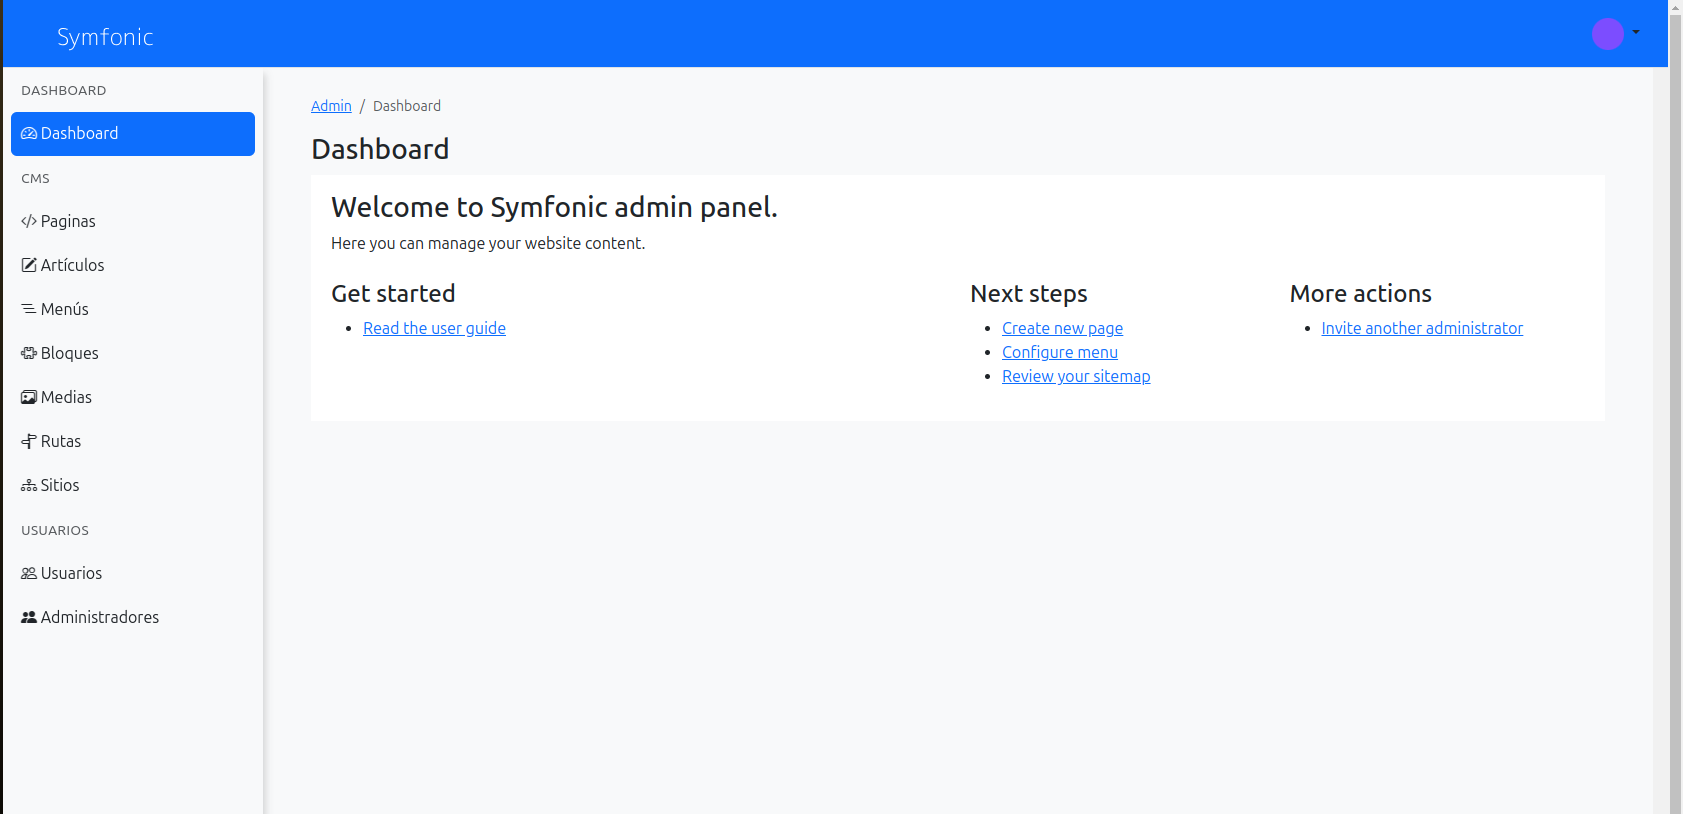 Symfonic
DASHBOARD
Dashboard
CMS
Paginas
Artículos
Menús
Bloques
Medias
Rutas
Sitios
USUARIOS
Usuarios
Administradores
Admin / Dashboard
Dashboard
Welcome to Symfonic admin panel.
Here you can manage your website content.
Get started
Read the user guide
Next steps
Create new page
Configure menu
Review your sitemap
More actions
Invite another administrator